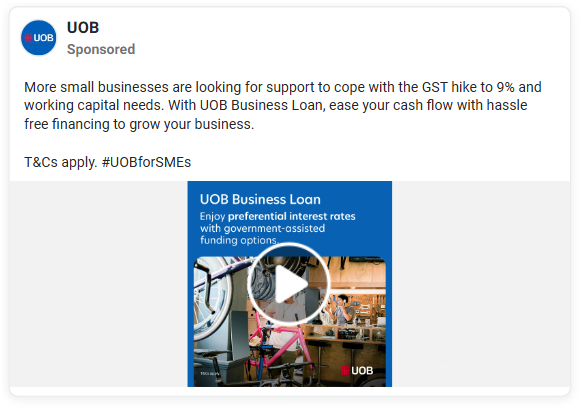 UOB
UOB
Sponsored
More small businesses are looking for support to cope with the GST hike to 9% and
working capital needs. With UOB Business Loan, ease your cash flow with hassle
free financing to grow your business.
T&Cs apply. #UOBforSMEs
UOB Business Loan
Enjoy preferential interest rates
with government-assisted
funding options.
T&Cs apply
UOB